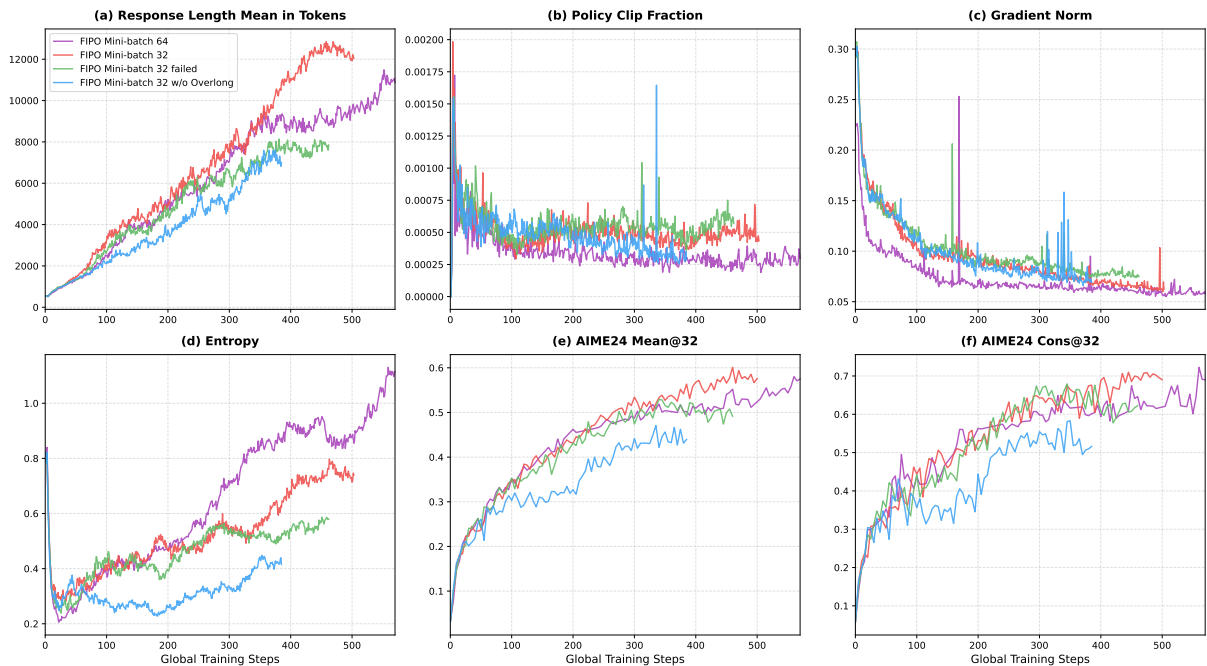 (a) Response Length Mean in Tokens
FIPO Mini-batch 64
FIPO Mini-batch 32
FIPO Mini-batch 32 failed
FIPO Mini-batch 32 w/o Overlong
12000
10000
8000
6000
4000
2000
0
0 100 200 300 400 500
(b) Policy Clip Fraction
0.00200
0.00175
0.00150
0.00125
0.00100
0.00075
0.00050
0.00025
0.00000
0 100 200 300 400 500
(c) Gradient Norm
0.30
0.25
0.20
0.15
0.10
0.05
0 100 200 300 400 500
(d) Entropy
1.0
0.8
0.6
0.4
0.2
0 100 200 300 400 500
Global Training Steps
(e) AIME24 Mean@32
0.6
0.5
0.4
0.3
0.2
0.1
0 100 200 300 400 500
Global Training Steps
(f) AIME24 Cons@32
0.7
0.6
0.5
0.4
0.3
0.2
0.1
0 100 200 300 400 500
Global Training Steps